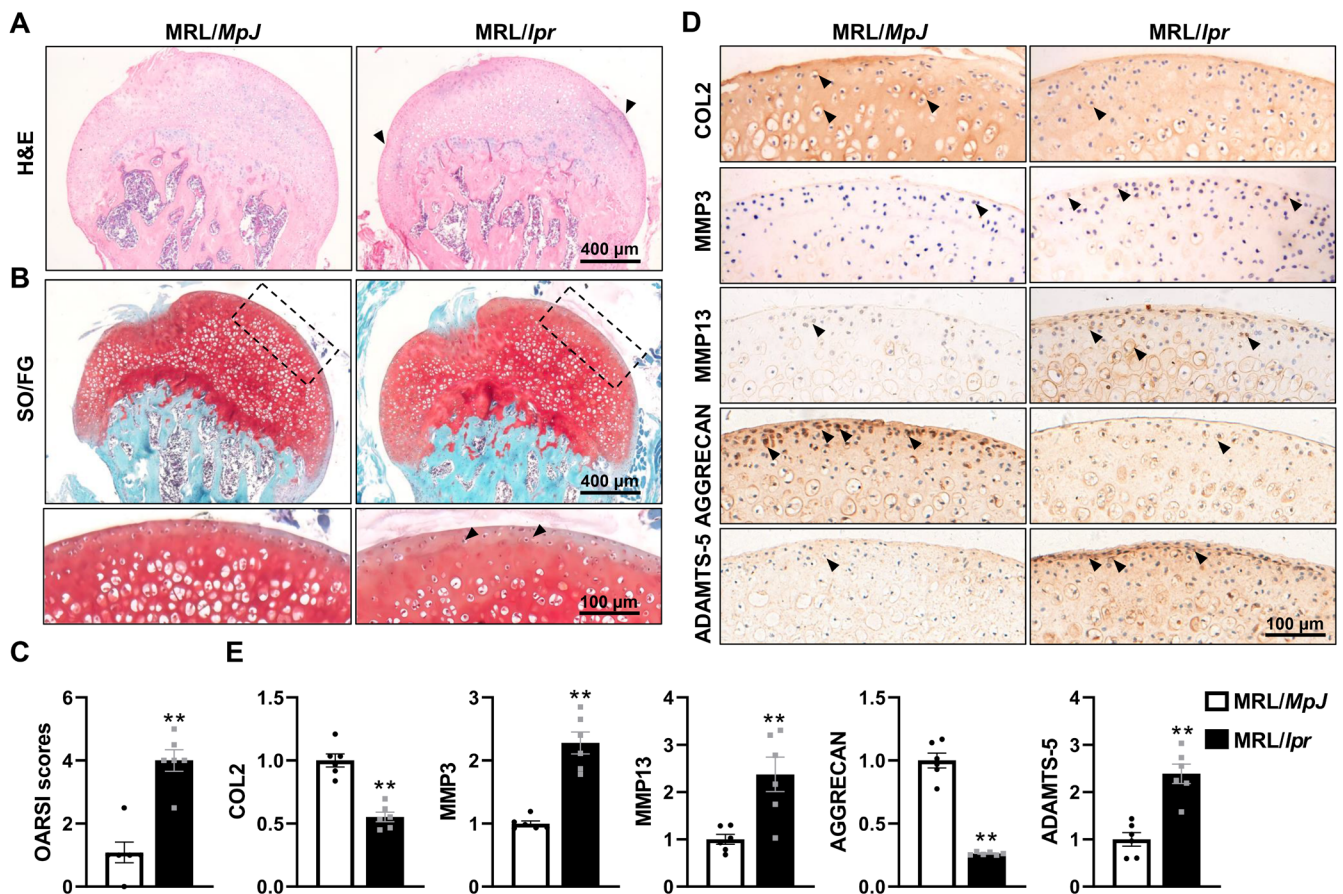 A
MRL/MpJ
MRL//lpr
H&E
400 µm
B
SO/FG
400 µm
100 µm
C
OARSI scores
6
4
2
0
**
D
MRL/MpJ
MRL//lpr
COL2
MMP3
MMP13
AGGRECAN
ADAMTS-5
100 µm
E
COL2
1.5
1.0
0.5
0.0
**
MMP3
3
2
1
0
**
MMP13
4
3
2
1
0
**
AGGRECAN
1.5
1.0
0.5
0.0
**
ADAMTS-5
4
3
2
1
0
**
MRL/MpJ
MRL//lpr